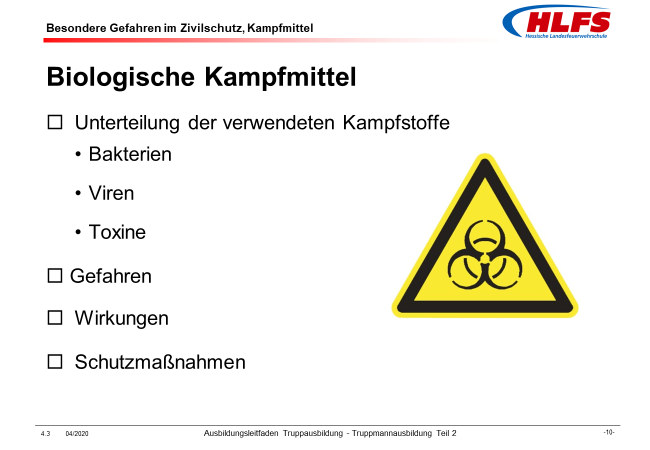 Besondere Gefahren im Zivilschutz, Kampfmittel
HLFS
Hessische Landesfeuerwehrschule
Biologische Kampfmittel
☐ Unterteilung der verwendeten Kampfstoffe
• Bakterien
• Viren
• Toxine
☐ Gefahren
☐ Wirkungen
☐ Schutzmaßnahmen
4.3 04/2020 Ausbildungsleitfaden Truppausbildung - Truppmannausbildung Teil 2 -10-